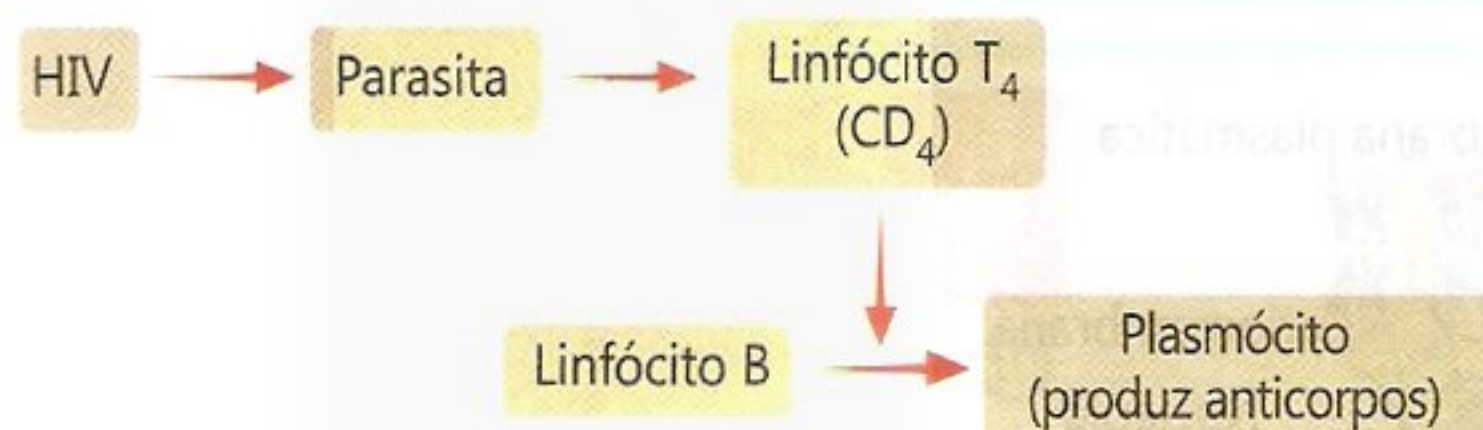 HIV
Parasita
Linfócito T₄
(CD₄)
Linfócito B
Plasmócito
(produz anticorpos)